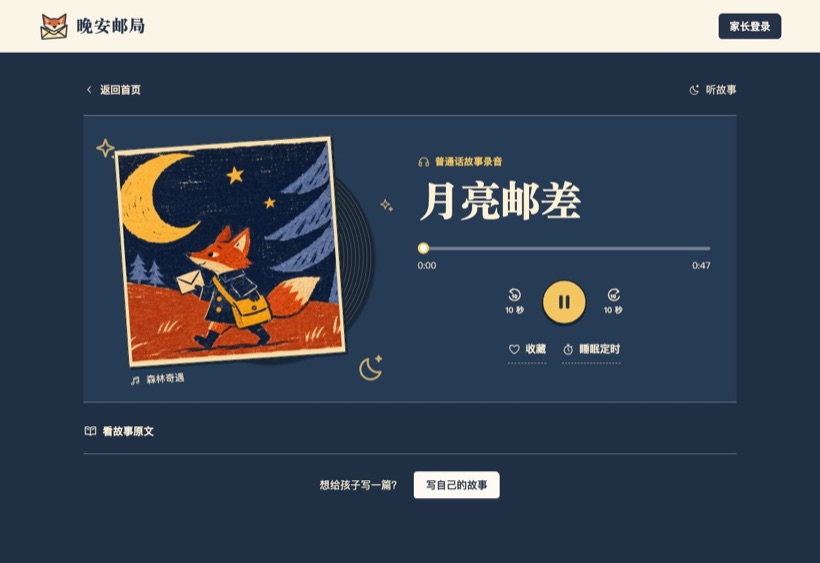 晚安邮局
家长登录
返回首页
听故事
普通话故事录音
月亮邮差
0:00
0:47
10 秒
10 秒
收藏
睡眠定时
森林奇遇
看故事原文
想给孩子写一篇？
写自己的故事